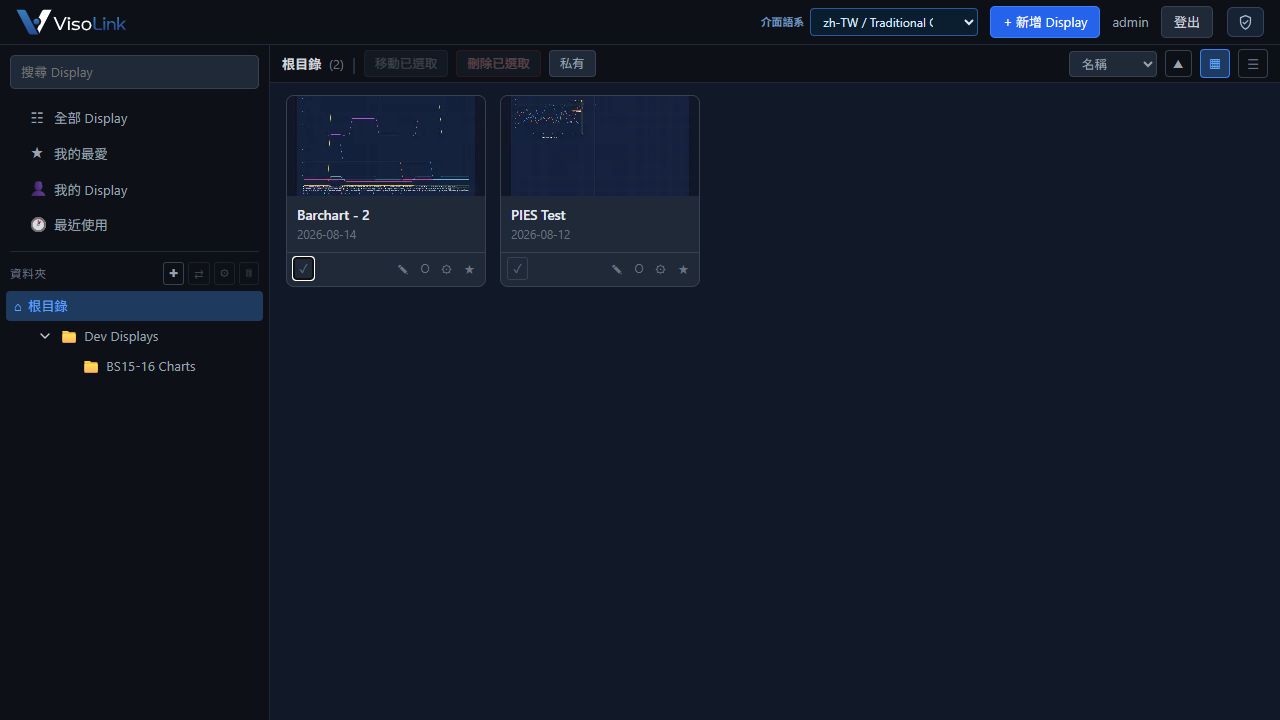 VisoLink
介面語系
zh-TW / Traditional C
+ 新增 Display
admin
登出
搜尋 Display
全部 Display
我的最愛
我的 Display
最近使用
資料夾
根目錄
Dev Displays
BS15-16 Charts
根目錄 (2)
移動已選取
刪除已選取
私有
名稱
Barchart - 2
2026-08-14
PIES Test
2026-08-12